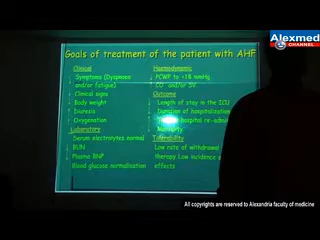 Alexmed
CHANNEL
Goals of treatment of the patient with AHF
Clinical
Symptoms (Dyspnoea
and/or fatigue)
Clinical signs
Body weight
Diuresis
Oxygenation
Laboratory
Serum electrolytes normal
BUN
Plasma BNP
Blood glucose normalisation
Haemodynamic
PCWP to <18 mmHg
CO and/or SV
Outcome
Length of stay in the ICU
Duration of hospitalization
hospital re-adm
Mortality
Tolerability
Low rate of withdrawal
therapy Low incidence
effects
All copyrights are reserved to Alexandria faculty of medicine